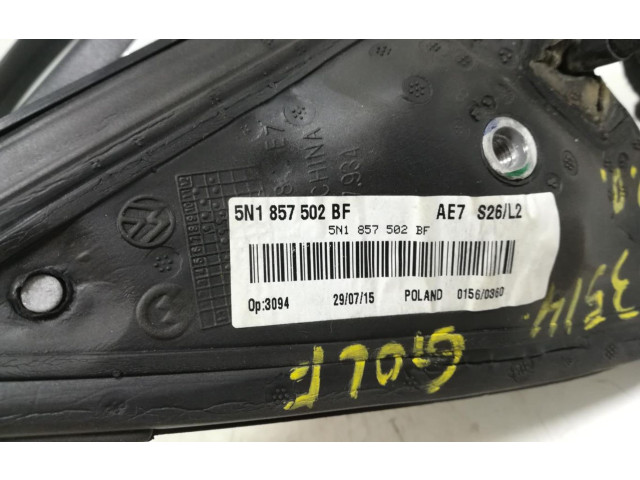 5N1 857 502 BF AE7 S26/L2
5N1 857 502 BF
Op:3094 29/07/15 POLAND 0156/0360
CHINA
GOLF